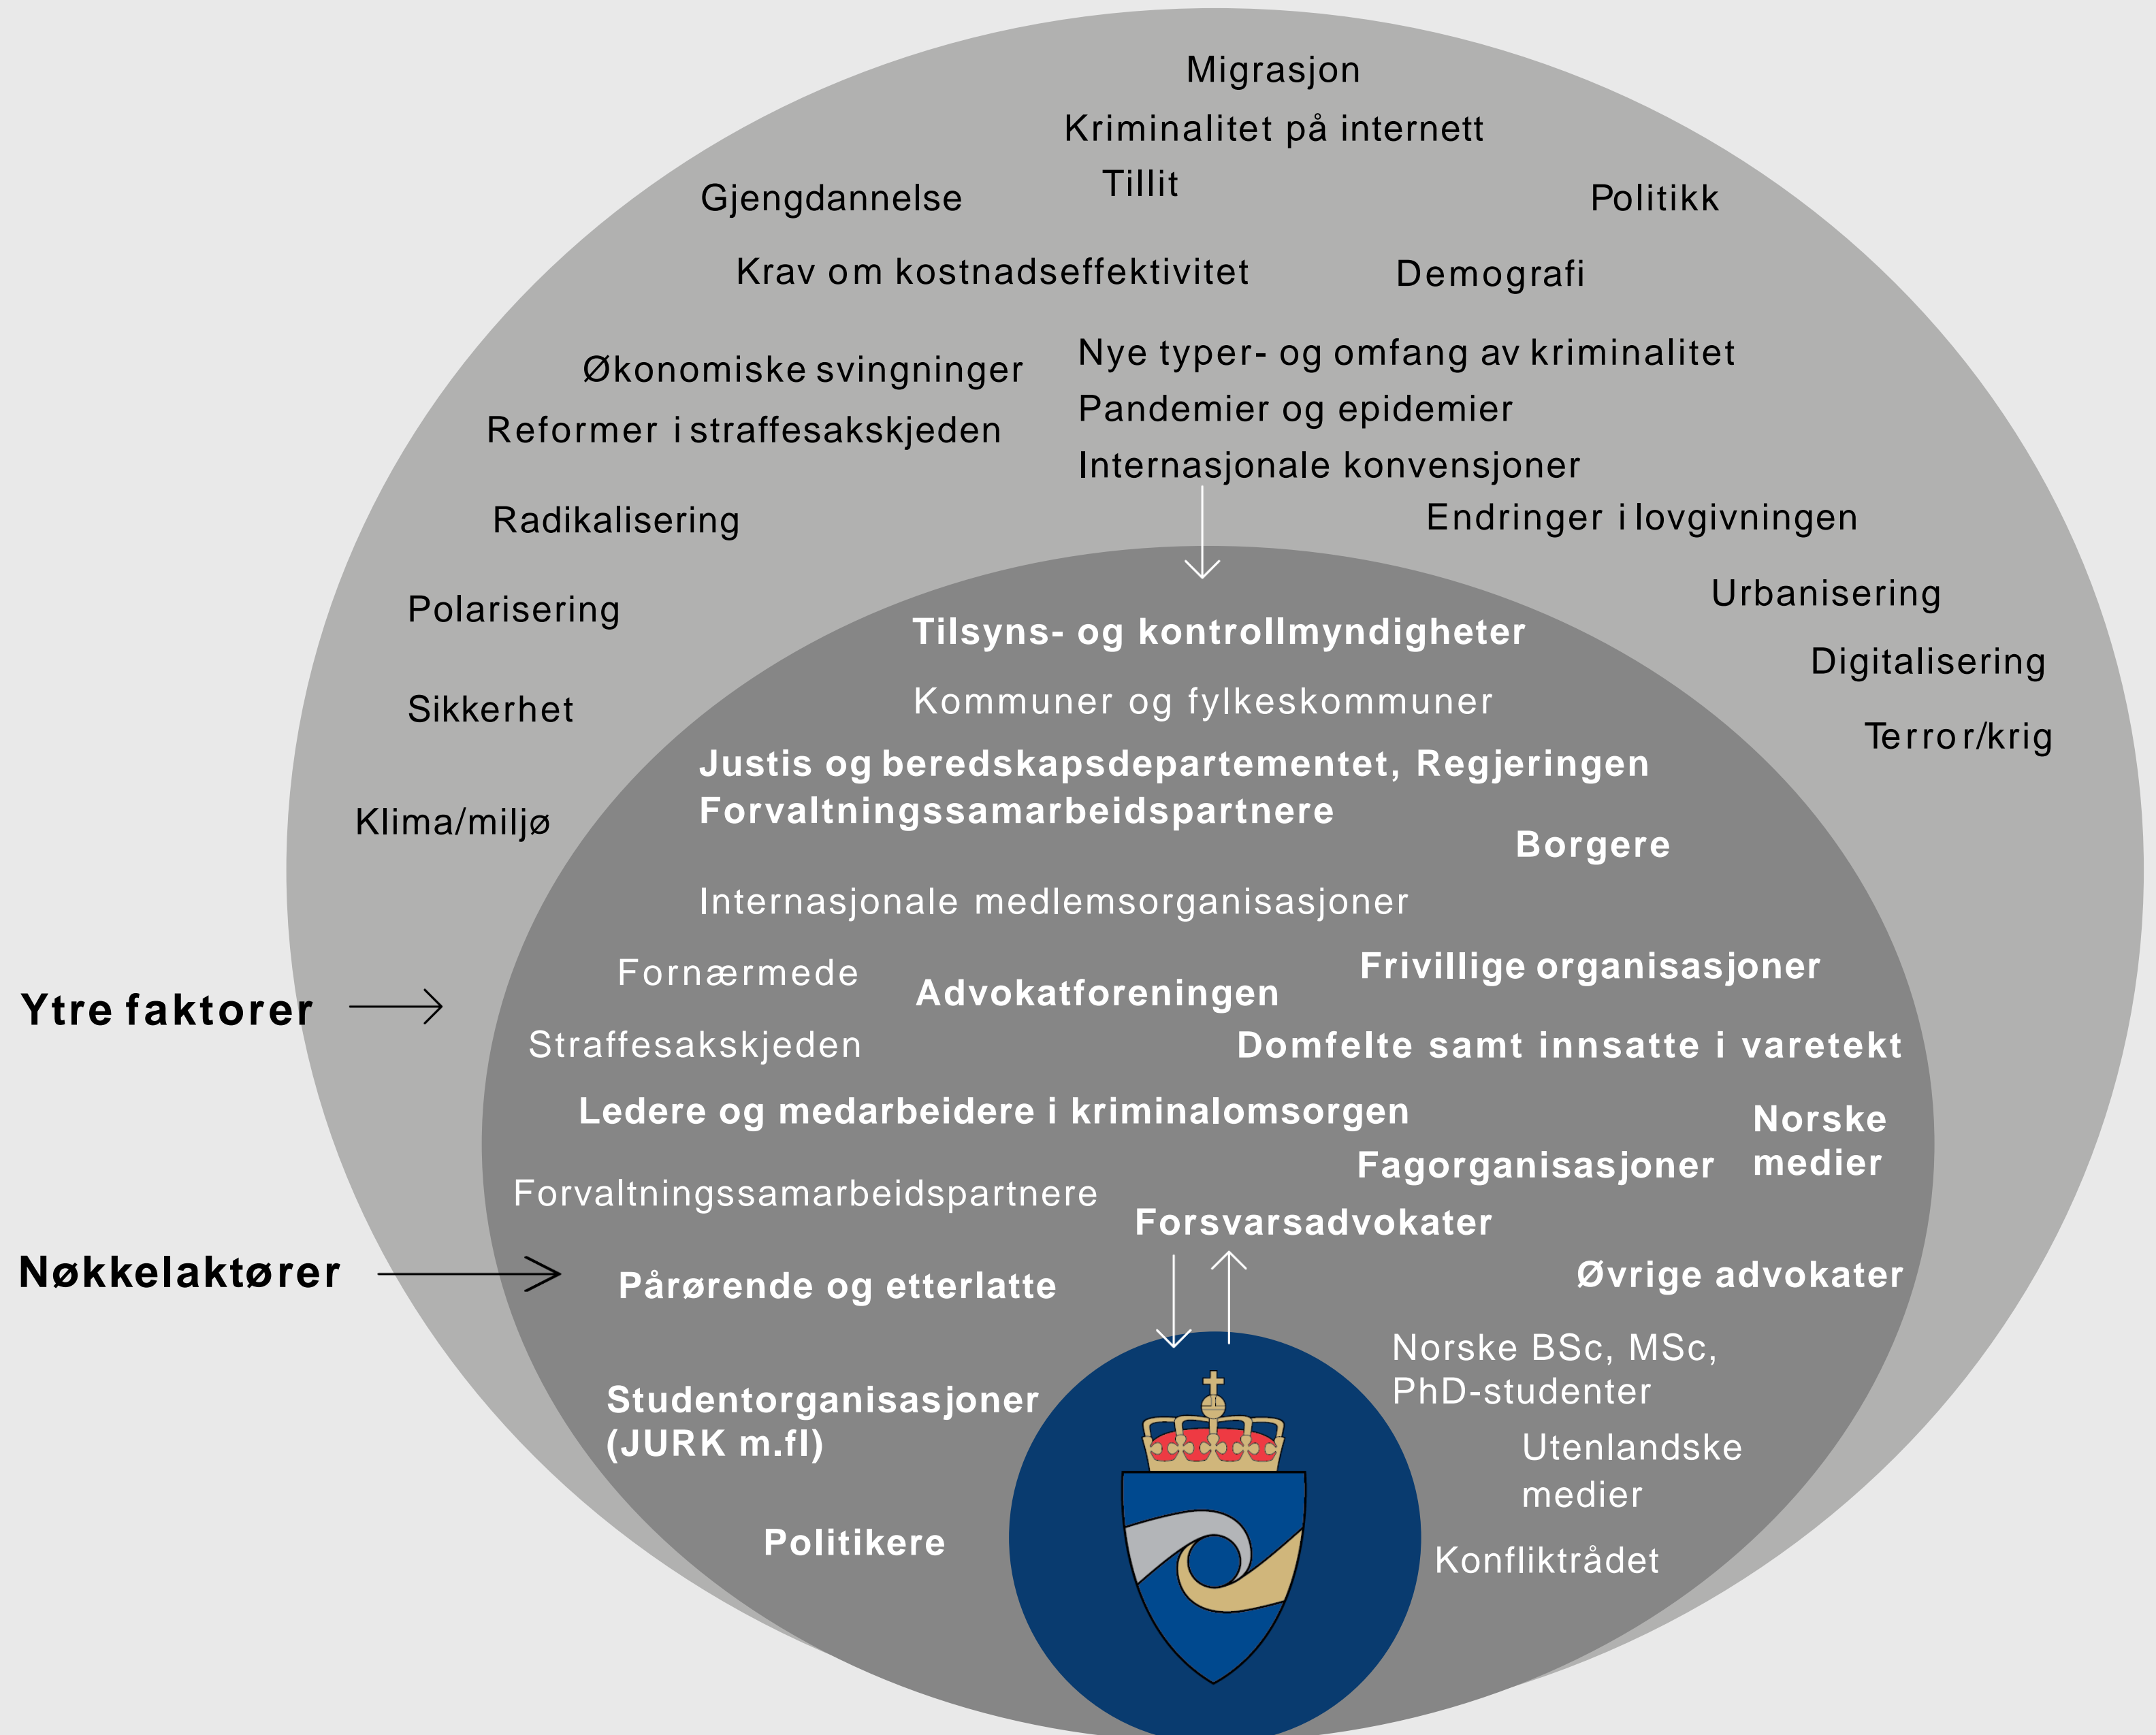 Migrasjon
Kriminalitet på internett
Tillit
Gjengdannelse
Politikk
Krav om kostnadseffektivitet
Demografi
Nye typer- og omfang av kriminalitet
Økonomiske svingninger
Pandemier og epidemier
Reformer i straffesakskjeden
Internasjonale konvensjoner
Radikalisering
Endringer i lovgivningen
Polarisering
Urbanisering
Tilsyns- og kontrollmyndigheter
Digitalisering
Sikkerhet
Kommuner og fylkeskommuner
Terror/krig
Justis og beredskapsdepartementet, Regjeringen
Forvaltningssamarbeidspartnere
Klima/miljø
Borgere
Internasjonale medlemsorganisasjoner
Fornærmede
Frivillige organisasjoner
Advokatforeningen
Ytre faktorer
Straffesakskjeden
Domfelte samt innsatte i varetekt
Ledere og medarbeidere i kriminalomsorgen
Norske
medier
Fagorganisasjoner
Forvaltningssamarbeidspartnere
Forsvarsadvokater
Nøkkelaktører
Pårørende og etterlatte
Øvrige advokater
Norske BSc, MSc,
PhD-studenter
Studentorganisasjoner
(JURK m.fl)
Utenlandske
medier
Politikere
Konfliktrådet